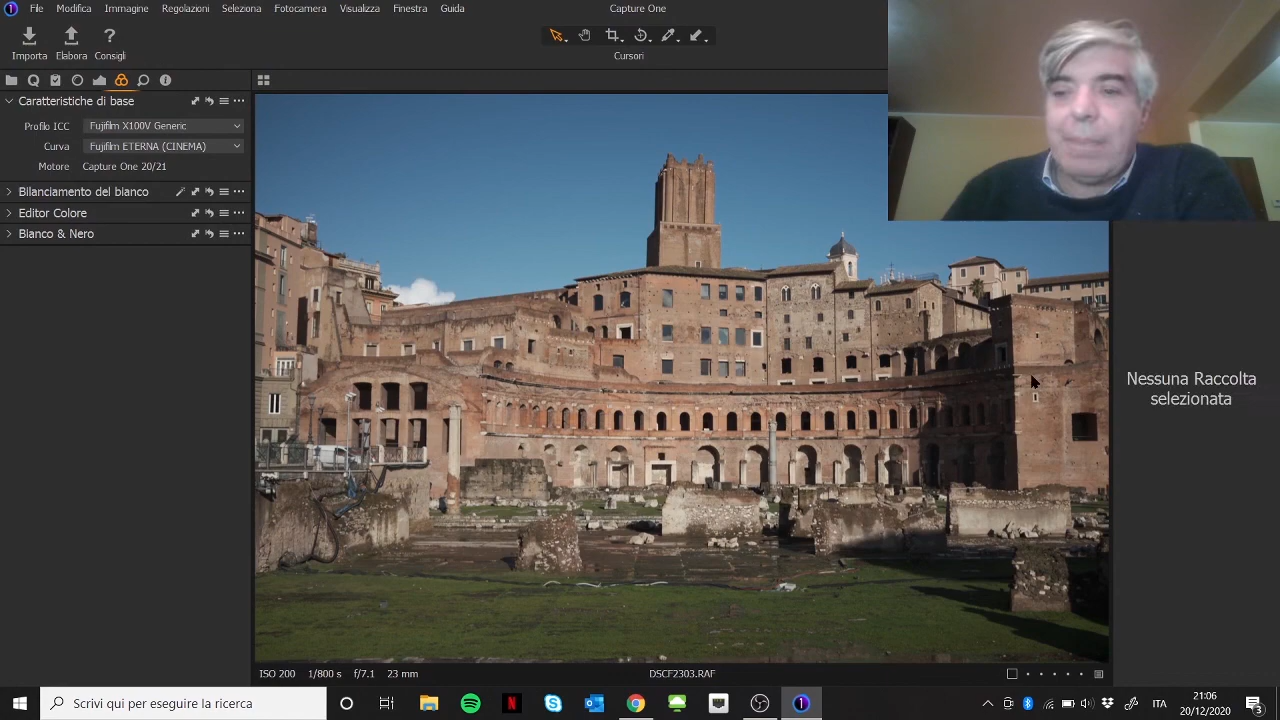 File Modifica Immagine Regolazioni Seleziona Fotocamera Visualizza Finestra Guida Capture One
Importa Elabora Consigli Cursori
Caratteristiche di base
Profilo ICC Fujifilm X100V Generic
Curva Fujifilm ETERNA (CINEMA)
Motore Capture One 20/21
Bilanciamento del bianco
Editor Colore
Bianco & Nero
Nessuna Raccolta
selezionata
ISO 200 1/800 s f/7.1 23 mm DSCF2303.RAF
Scrivi qui per eseguire la ricerca
ITA
21:06
20/12/2020
3